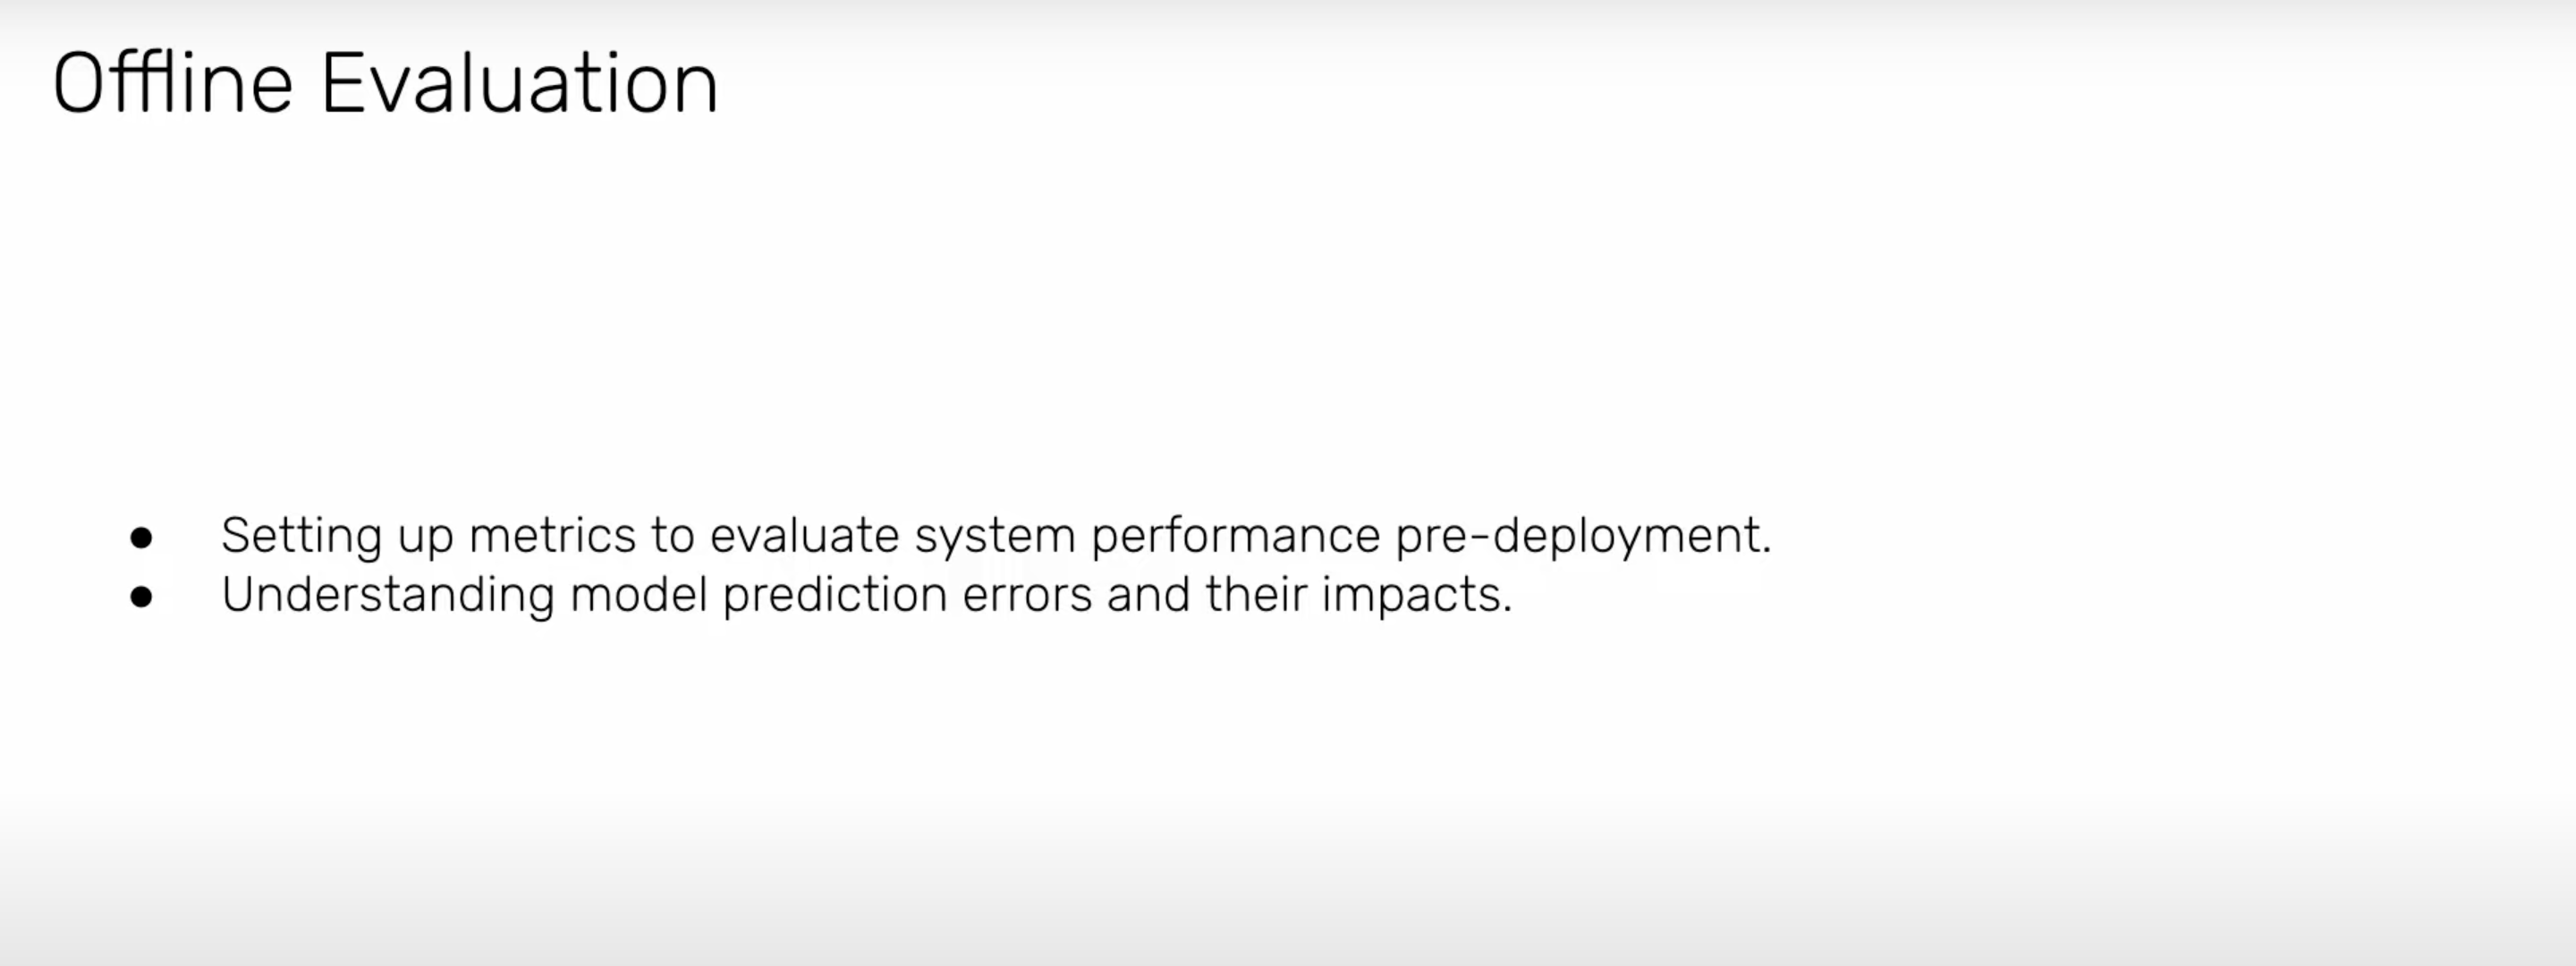 Offline Evaluation
● Setting up metrics to evaluate system performance pre-deployment.
● Understanding model prediction errors and their impacts.